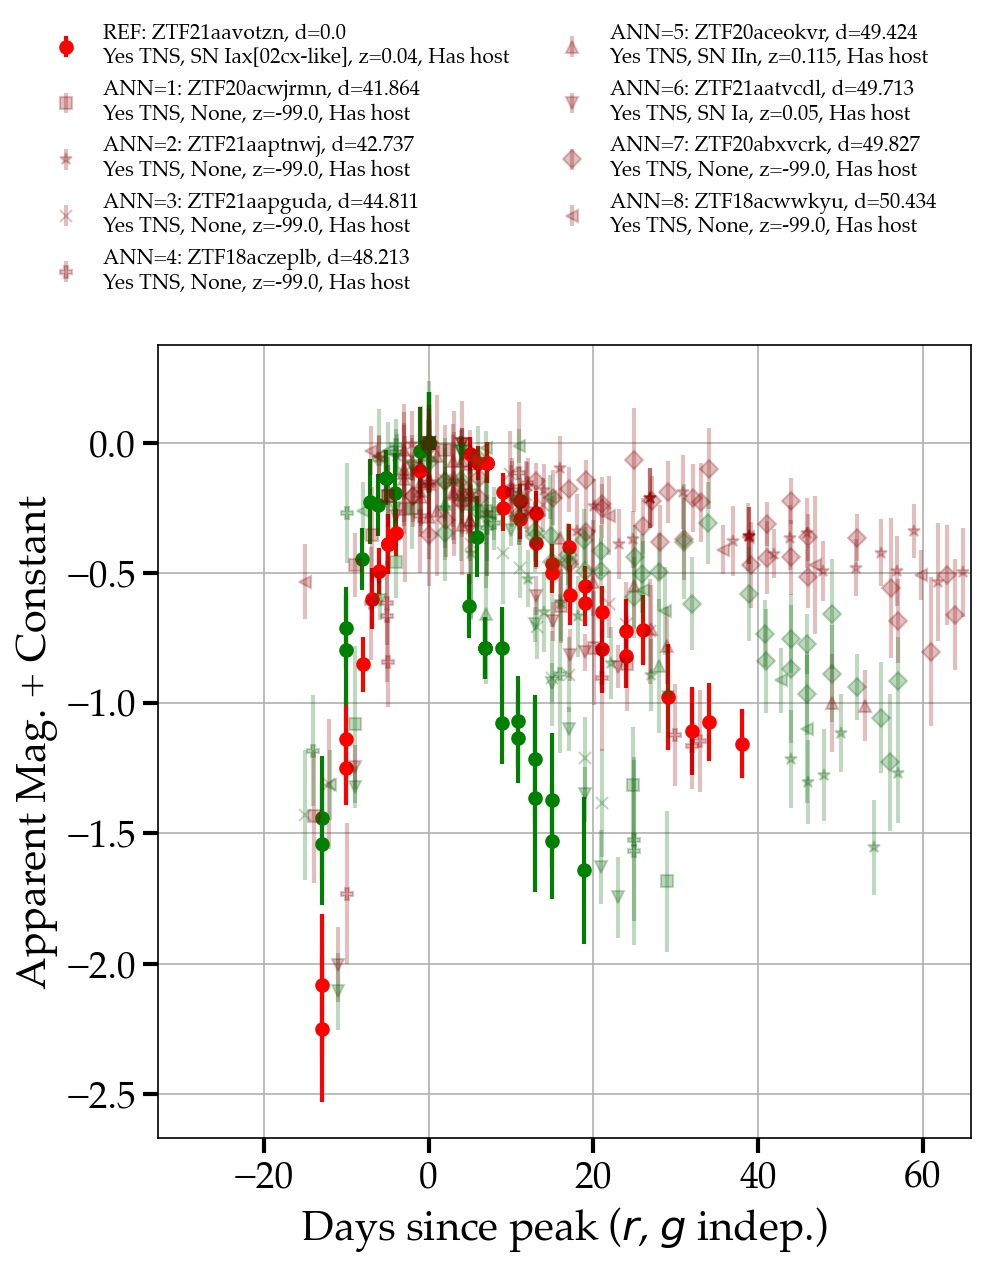 REF: ZTF21aavotzn, d=0.0
Yes TNS, SN Iax[02cx-like], z=0.04, Has host
ANN=1: ZTF20acwjrmn, d=41.864
Yes TNS, None, z=-99.0, Has host
ANN=2: ZTF21aaptnwj, d=42.737
Yes TNS, None, z=-99.0, Has host
ANN=3: ZTF21aapguda, d=44.811
Yes TNS, None, z=-99.0, Has host
ANN=4: ZTF18aczeplb, d=48.213
Yes TNS, None, z=-99.0, Has host
ANN=5: ZTF20aceokvr, d=49.424
Yes TNS, SN IIn, z=0.115, Has host
ANN=6: ZTF21aatvcdl, d=49.713
Yes TNS, SN Ia, z=0.05, Has host
ANN=7: ZTF20abxvcrk, d=49.827
Yes TNS, None, z=-99.0, Has host
ANN=8: ZTF18acwwkyu, d=50.434
Yes TNS, None, z=-99.0, Has host
Apparent Mag. + Constant
0.0
−0.5
−1.0
−1.5
−2.0
−2.5
−20
0
20
40
60
Days since peak (r, g indep.)